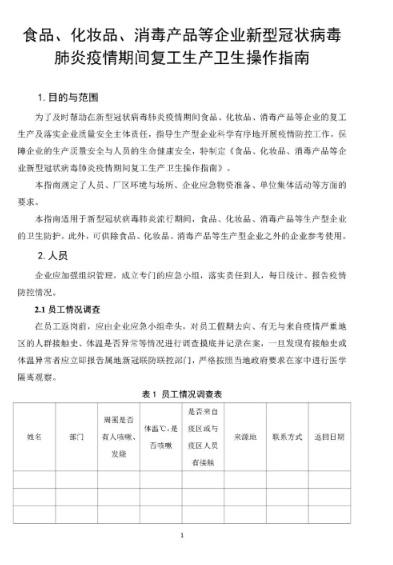 食品、化妆品、消毒产品等企业新型冠状病毒
肺炎疫情期间复工生产卫生操作指南
1.目的与范围
为了及时帮助在新型冠状病毒肺炎疫情期间食品、化妆品、消毒产品等企业的复工
生产及落实企业质量安全主体责任，指导生产型企业科学有序地开展疫情防控工作，保
障企业的生产质量安全与人员的生命健康安全，特制定《食品、化妆品、消毒产品等企
业新型冠状病毒肺炎疫情期间复工生产卫生操作指南》。
本指南规定了人员、厂区环境与场所、企业应急物资准备、单位集体活动等方面的
要求。
本指南适用于新型冠状病毒肺炎流行期间，食品、化妆品、消毒产品等生产型企业
的卫生防护。此外，可供除食品、化妆品、消毒产品等生产型企业之外的企业参考使用。
2.人员
企业应加强组织管理，成立专门的应急小组，落实责任到人，每日统计、报告疫情
防控情况。
2.1 员工情况调查
在员工返岗前，应由企业应急小组牵头，对员工假期去向、有无与来自疫情严重地
区的人群接触史、体温是否异常等情况进行调查摸底并记录在案，一旦发现有接触史或
体温异常者应立即报告属地新冠联防联控部门，严格按照当地政府要求在家中进行医学
隔离观察。
表 1 员工情况调查表
姓名
部门
周围是否
有人咳嗽、
发烧
体温℃、是
否咳嗽
是否来自
疫区或与
疫区人员
有接触
来源地
联系方式
返回日期
1